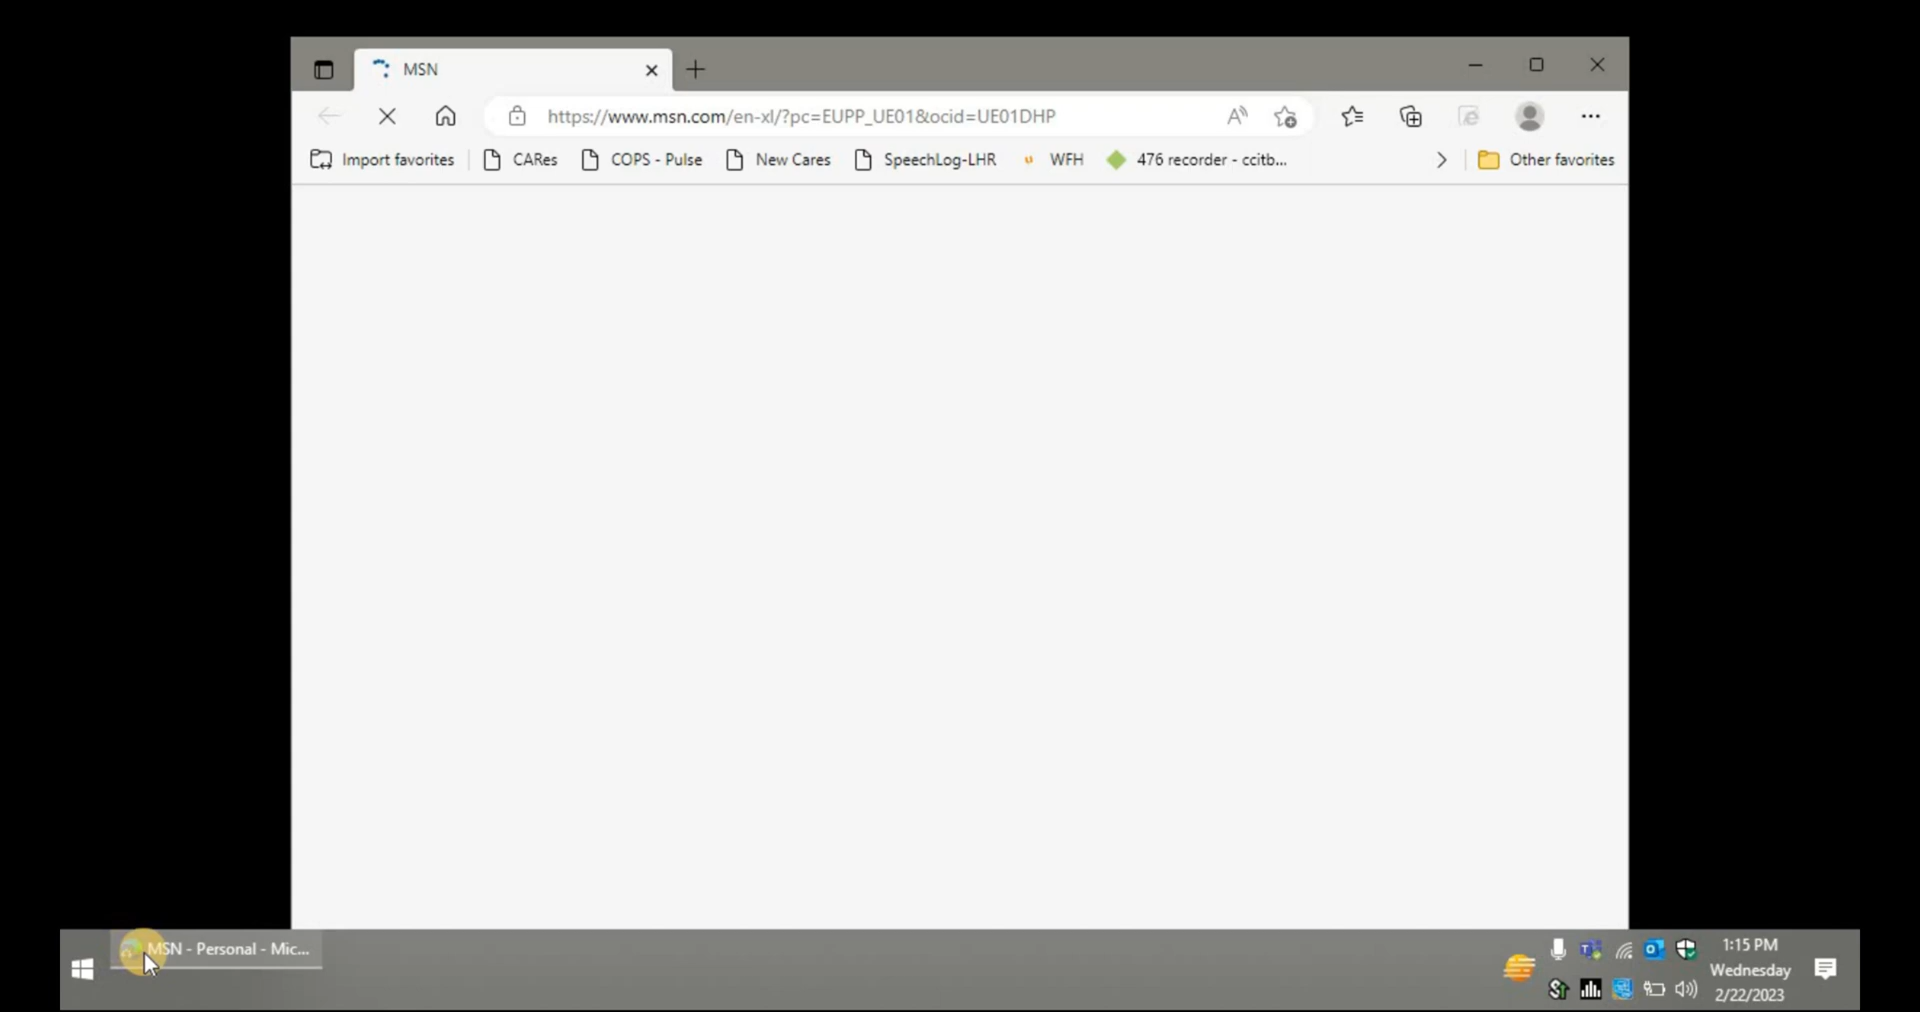 MSN
https://www.msn.com/en-xl/?pc=EUPP_UE01&ocid=UE01DHP
Import favorites CARes COPS - Pulse New Cares SpeechLog-LHR WFH 476 recorder - ccitb... Other favorites
MSN - Personal - Mic...
1:15 PM
Wednesday
2/22/2023